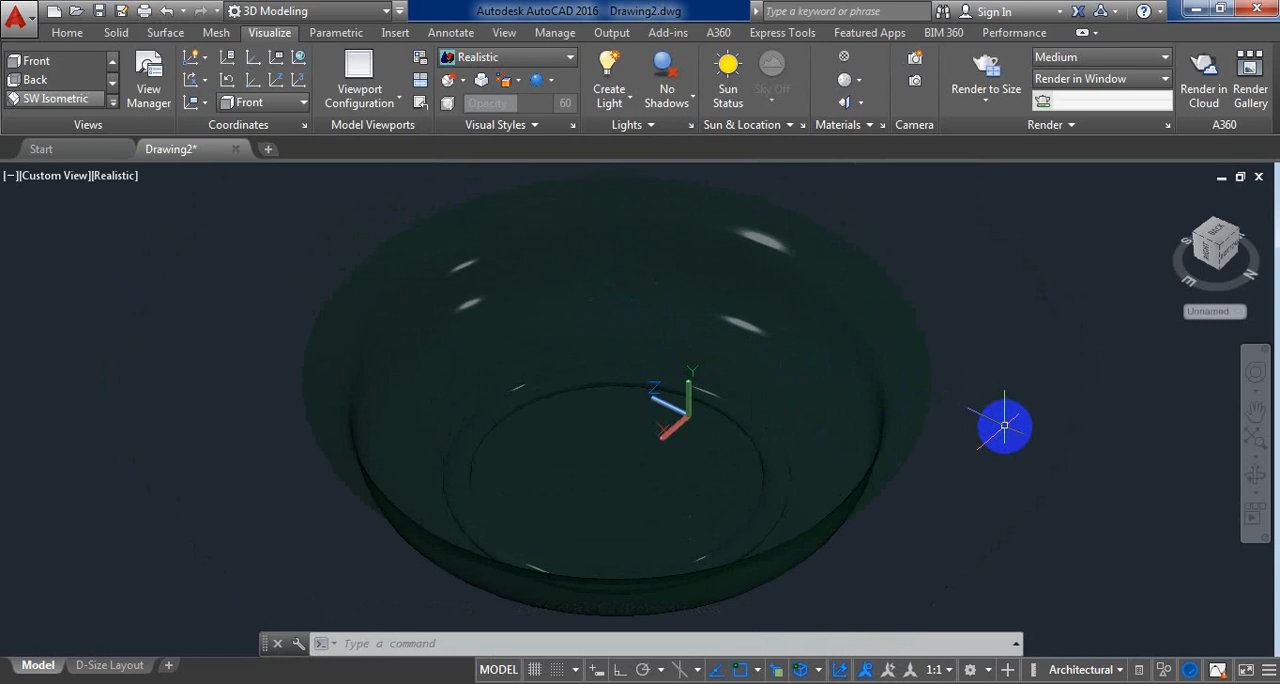 Autodesk AutoCAD 2016 Drawing2.dwg
3D Modeling
Type a keyword or phrase
Sign In
Home Solid Surface Mesh Visualize Parametric Insert Annotate View Manage Output Add-ins A360 Express Tools Featured Apps BIM 360 Performance
Front
Back
SW Isometric
View
Manager
Views
Front
Coordinates
Viewport
Configuration
Model Viewports
Realistic
Opacity 60
Visual Styles
Create
Light
No
Shadows
Lights
Sun
Status
Sky Off
Sun & Location
Materials
Camera
Render to Size
Medium
Render in Window
Render
Render in
Cloud
Render
Gallery
A360
Start
Drawing2*
[−][Custom View][Realistic]
BACK
RIGHT
S
E
N
Unnamed
Y
Z
X
Type a command
Model
D-Size Layout
MODEL
1:1
Architectural